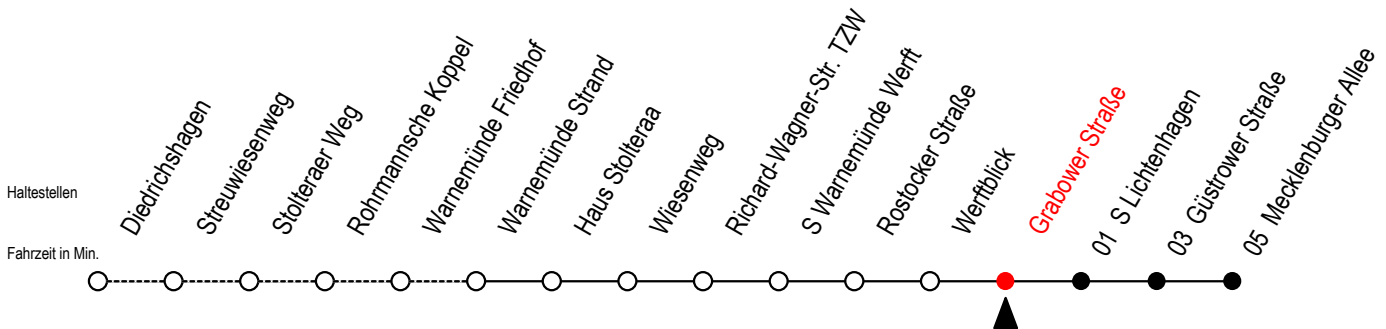 Haltestellen
Fahrzeit in Min.
Diedrichshagen
Streuwiesenweg
Stolteraer Weg
Rohrmannsche Koppel
Warnemünde Friedhof
Warnemünde Strand
Haus Stolteraa
Wiesenweg
Richard-Wagner-Str. TZW
S Warnemünde Werft
Rostocker Straße
Werftblick
Grabower Straße
01 S Lichtenhagen
03 Güstrower Straße
05 Mecklenburger Allee